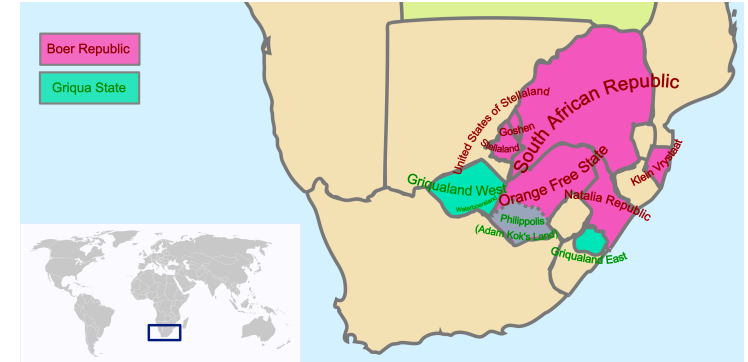 Boer Republic
Griqua State
South African Republic
United States of Stellaland
Goshen
Stellaland
Orange Free State
Klein Vrystaat
Griqualand West
Waterboersland
Natalia Republic
Philippolis
(Adam Kok's Land)
Griqualand East